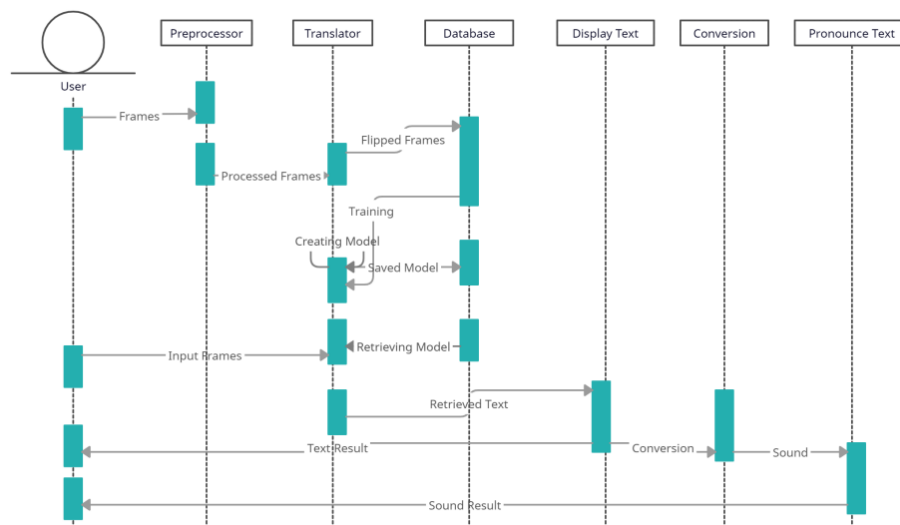 Preprocessor
Translator
Database
Display Text
Conversion
Pronounce Text
User
Frames
Flipped Frames
Processed Frames
Training
Creating Model
Saved Model
Retrieving Model
Input Frames
Retrieved Text
Text Result
Conversion
Sound
Sound Result